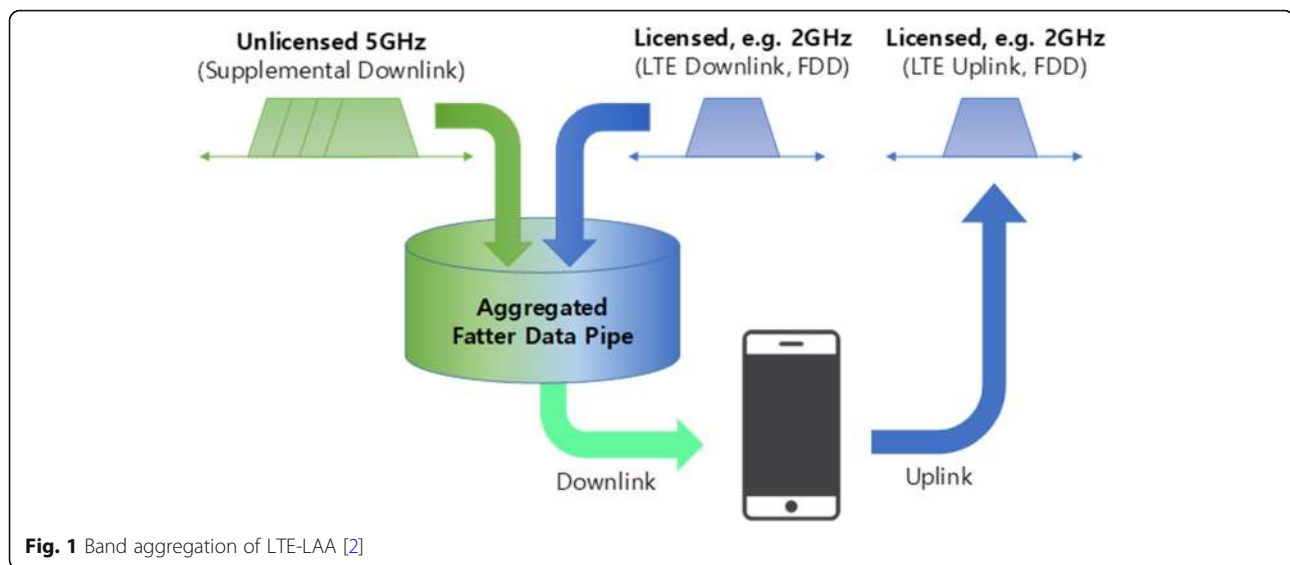 Unlicensed 5GHz
(Supplemental Downlink)
Licensed, e.g. 2GHz
(LTE Downlink, FDD)
Licensed, e.g. 2GHz
(LTE Uplink, FDD)
Aggregated
Fatter Data Pipe
Downlink
Uplink
Fig. 1 Band aggregation of LTE-LAA [2]